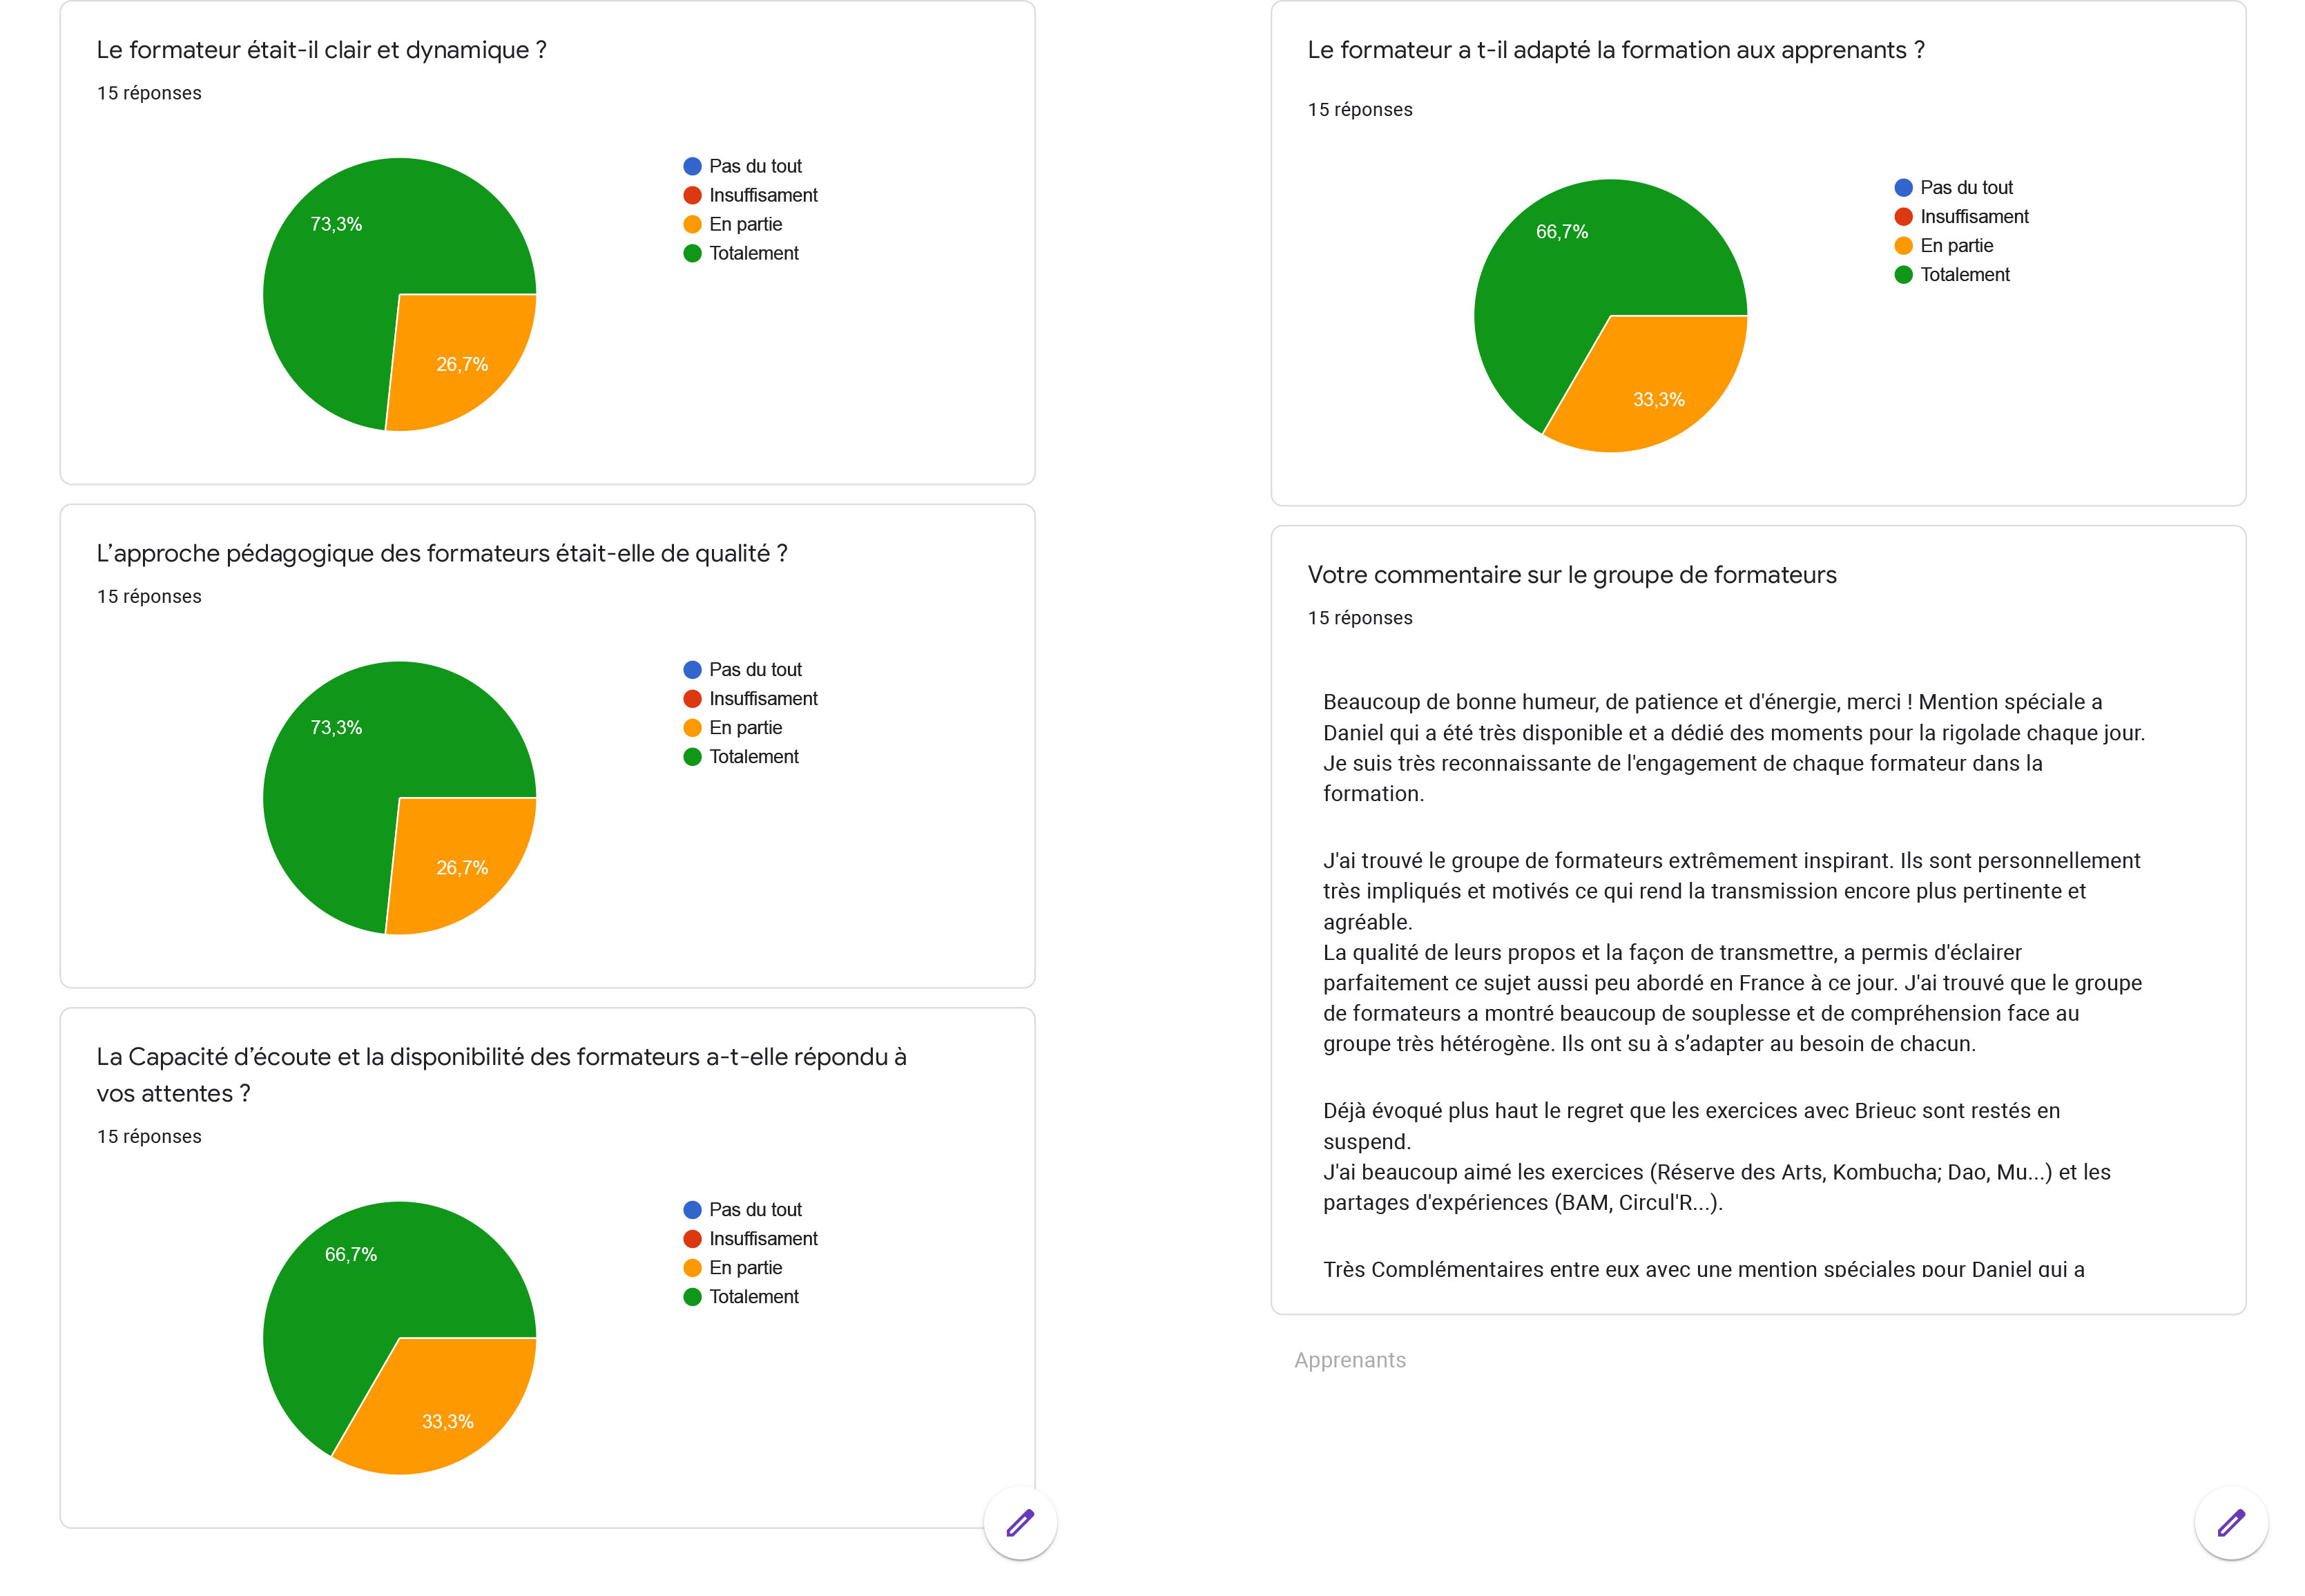 Le formateur était-il clair et dynamique ?
15 réponses
73,3%
26,7%
Pas du tout
Insuffisament
En partie
Totalement
L’approche pédagogique des formateurs était-elle de qualité ?
15 réponses
73,3%
26,7%
Pas du tout
Insuffisament
En partie
Totalement
La Capacité d’écoute et la disponibilité des formateurs a-t-elle répondu à
vos attentes ?
15 réponses
66,7%
33,3%
Pas du tout
Insuffisament
En partie
Totalement
Le formateur a t-il adapté la formation aux apprenants ?
15 réponses
66,7%
33,3%
Pas du tout
Insuffisament
En partie
Totalement
Votre commentaire sur le groupe de formateurs
15 réponses
Beaucoup de bonne humeur, de patience et d'énergie, merci ! Mention spéciale a
Daniel qui a été très disponible et a dédié des moments pour la rigolade chaque jour.
Je suis très reconnaissante de l'engagement de chaque formateur dans la
formation.
J'ai trouvé le groupe de formateurs extrêmement inspirant. Ils sont personnellement
très impliqués et motivés ce qui rend la transmission encore plus pertinente et
agréable.
La qualité de leurs propos et la façon de transmettre, a permis d'éclairer
parfaitement ce sujet aussi peu abordé en France à ce jour. J'ai trouvé que le groupe
de formateurs a montré beaucoup de souplesse et de compréhension face au
groupe très hétérogène. Ils ont su à s’adapter au besoin de chacun.
Déjà évoqué plus haut le regret que les exercices avec Brieuc sont restés en
suspend.
J'ai beaucoup aimé les exercices (Réserve des Arts, Kombucha; Dao, Mu...) et les
partages d'expériences (BAM, Circul'R...).
Très Complémentaires entre eux avec une mention spéciales pour Daniel qui a
Apprenants